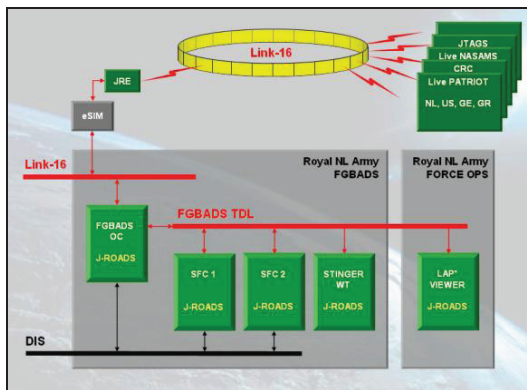 Link-16
JTAGS
Live NASAMS
CRC
Live PATRIOT
NL, US, GE, GR
JRE
eSIM
Link-16
Royal NL Army
FGBADS
Royal NL Army
FORCE OPS
FGBADS TDL
FGBADS
OC
J-ROADS
SFC 1
J-ROADS
SFC 2
J-ROADS
STINGER
WT
J-ROADS
LAP*
VIEWER
J-ROADS
DIS